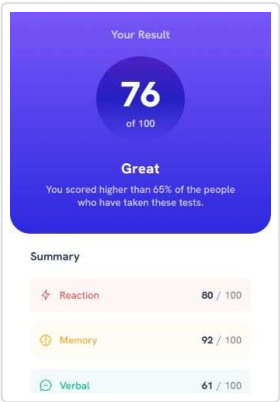 Your Result
76
of 100
Great
You scored higher than 65% of the people
who have taken these tests.
Summary
Reaction 80 / 100
Memory 92 / 100
Verbal 61 / 100